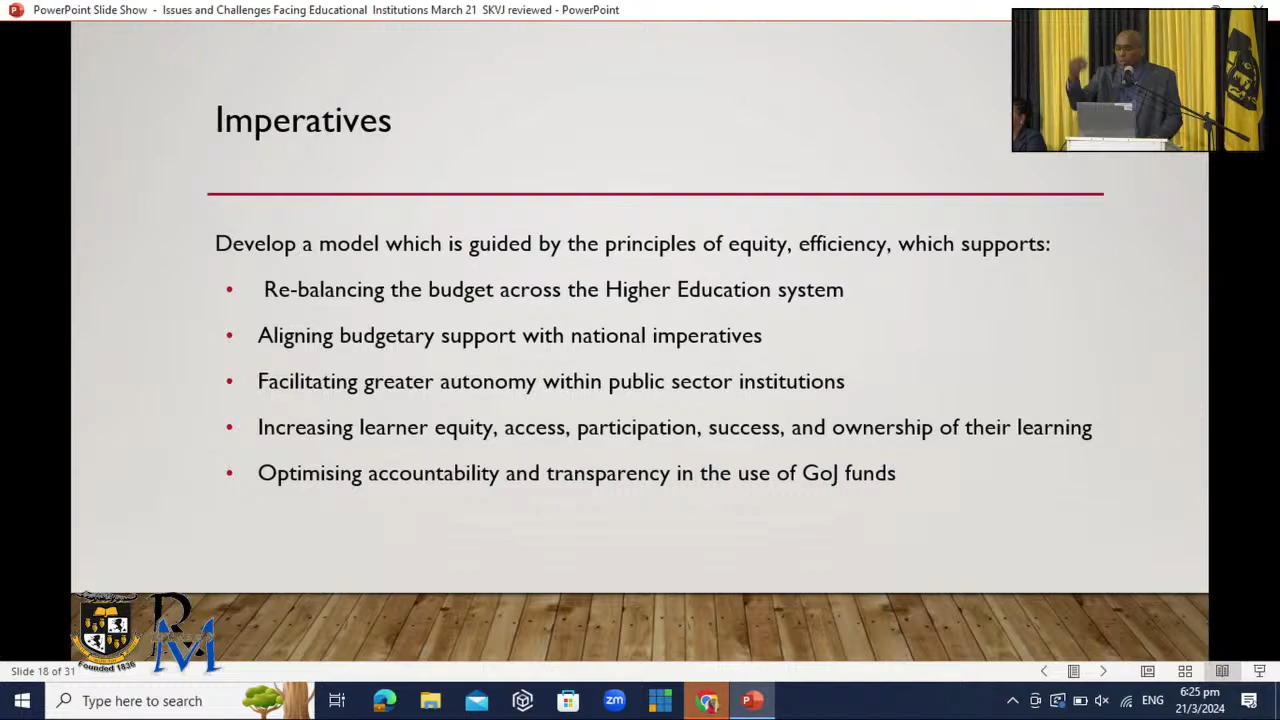 PowerPoint Slide Show - Issues and Challenges Facing Educational Institutions March 21 SKVJ reviewed - PowerPoint
Imperatives
Develop a model which is guided by the principles of equity, efficiency, which supports:
• Re-balancing the budget across the Higher Education system
• Aligning budgetary support with national imperatives
• Facilitating greater autonomy within public sector institutions
• Increasing learner equity, access, participation, success, and ownership of their learning
• Optimising accountability and transparency in the use of GoJ funds
Founded 1836
RM
Slide 18 of 31
Type here to search
zm
ENG
6:25 pm
21/3/2024